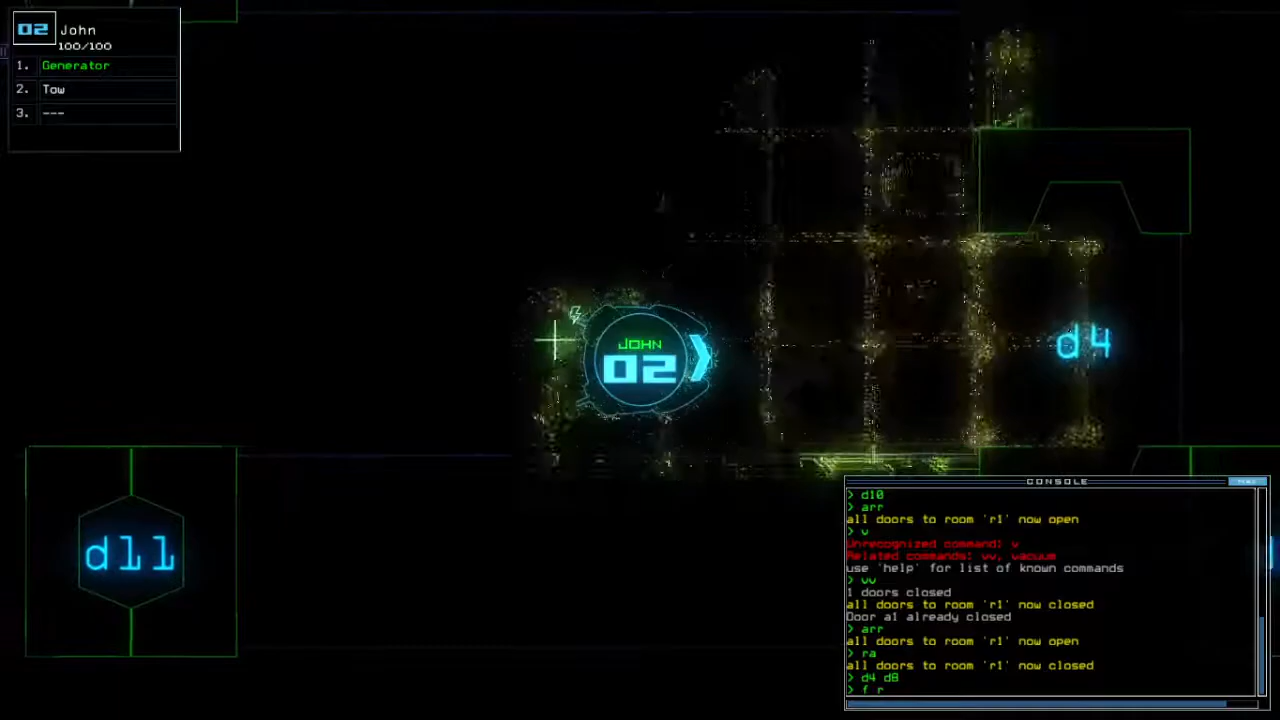 02 John
100/100
1. Generator
2. Tow
3. ---
JOHN
02
d4
d11
CONSOLE
> d10
> arr
all doors to room 'r1' now open
> v
Unrecognized command: v
Related commands: vv, vacuum
use 'help' for list of known commands
> vv
1 doors closed
all doors to room 'r1' now closed
Door a1 already closed
> arr
all doors to room 'r1' now open
> ra
all doors to room 'r1' now closed
> d4 d8
> f r